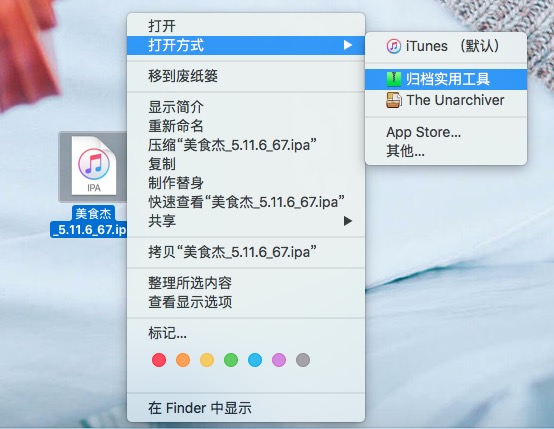 打开
打开方式
移到废纸篓
显示简介
重新命名
压缩“美食杰_5.11.6_67.ipa”
复制
制作替身
快速查看“美食杰_5.11.6_67.ipa”
共享
拷贝“美食杰_5.11.6_67.ipa”
整理所选内容
查看显示选项
标记...
在 Finder 中显示
iTunes （默认）
归档实用工具
The Unarchiver
App Store...
其他...
IPA
美食杰
_5.11.6_67.ip